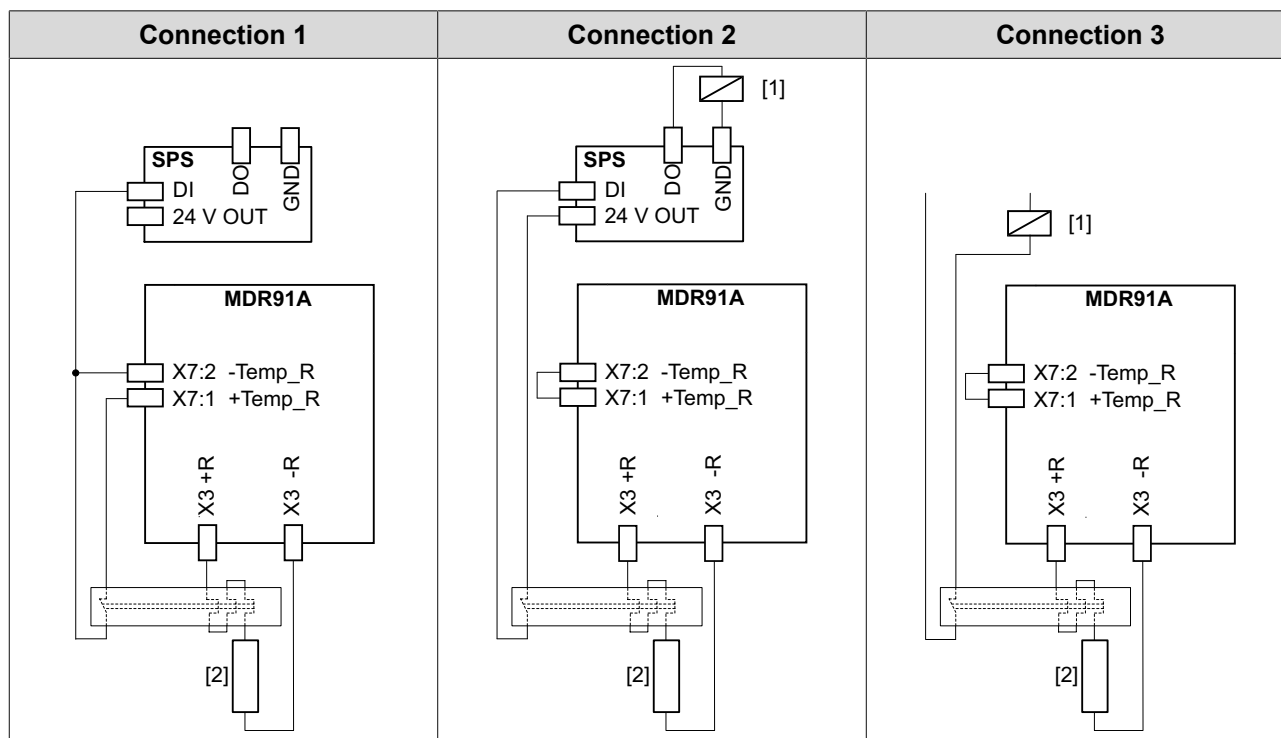 Connection 1
SPS
DO
GND
DI
24 V OUT
MDR91A
X7:2 -Temp_R
X7:1 +Temp_R
X3 +R
X3 -R
[2]
Connection 2
[1]
SPS
DO
GND
DI
24 V OUT
MDR91A
X7:2 -Temp_R
X7:1 +Temp_R
X3 +R
X3 -R
[2]
Connection 3
[1]
MDR91A
X7:2 -Temp_R
X7:1 +Temp_R
X3 +R
X3 -R
[2]